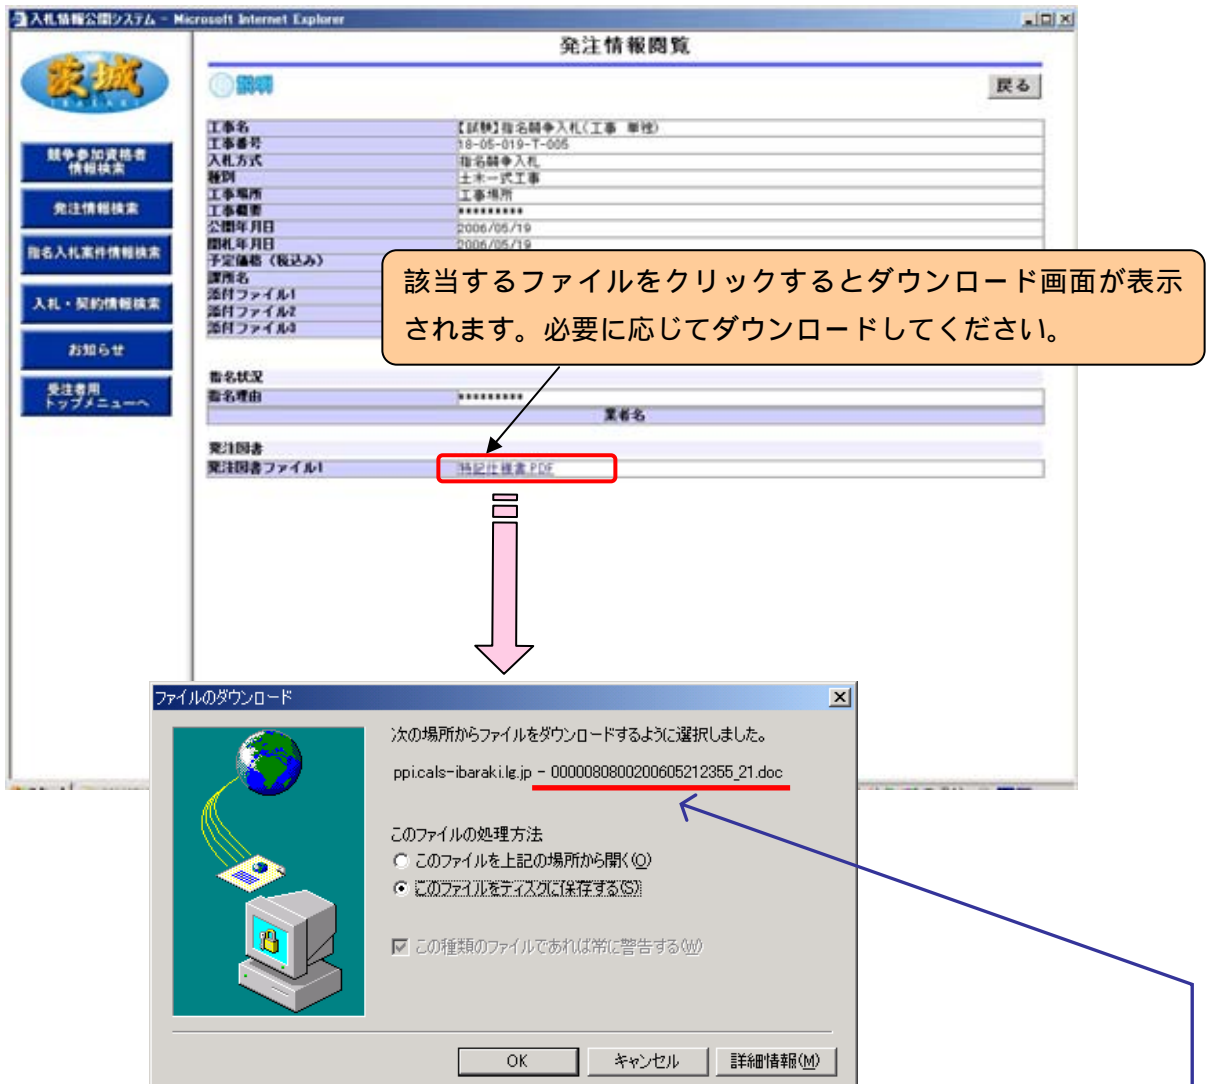 入札情報公開システム - Microsoft Internet Explorer
発注情報閲覧
茨城
IBARAKI
説明
戻る
競争参加資格者
情報検索
発注情報検索
指名入札案件情報検索
入札・契約情報検索
お知らせ
受注者用
トップメニューへ
工事名 【試験】指名競争入札(工事 単独)
工事番号 18-05-019-T-005
入札方式 指名競争入札
種別 土木一式工事
工事場所 工事場所
工事概要 *********
公開年月日 2006/05/19
開札年月日 2006/05/19
予定価格(税込み)
課所名
添付ファイル1
添付ファイル2
添付ファイル3
該当するファイルをクリックするとダウンロード画面が表示
されます。必要に応じてダウンロードしてください。
指名状況
指名理由 *********
業者名
発注図書
発注図書ファイル1 特記仕様書.PDF
ファイルのダウンロード
次の場所からファイルをダウンロードするように選択しました。
ppi.cals-ibaraki.lg.jp - 0000080800200605212355_21.doc
このファイルの処理方法
このファイルを上記の場所から開く(O)
このファイルをディスクに保存する(S)
この種類のファイルであれば常に警告する(W)
OK キャンセル 詳細情報(M)